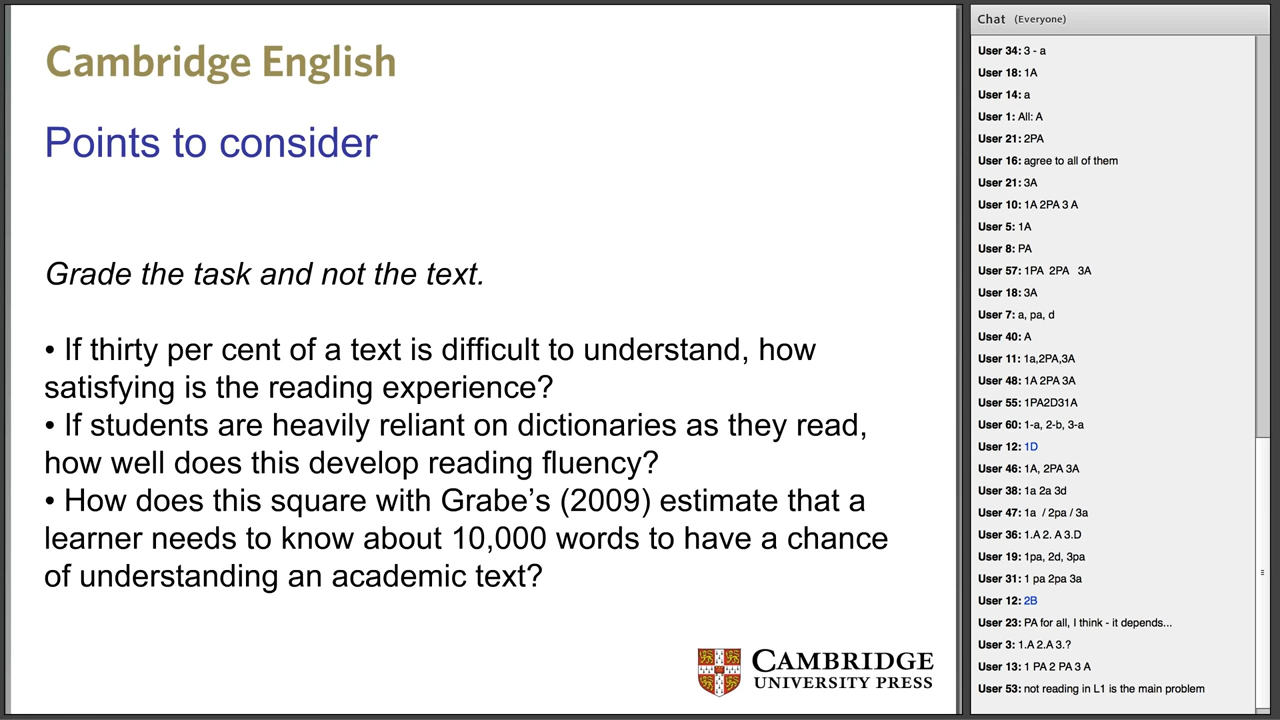 Cambridge English
Points to consider
Grade the task and not the text.
• If thirty per cent of a text is difficult to understand, how
satisfying is the reading experience?
• If students are heavily reliant on dictionaries as they read,
how well does this develop reading fluency?
• How does this square with Grabe’s (2009) estimate that a
learner needs to know about 10,000 words to have a chance
of understanding an academic text?
CAMBRIDGE
UNIVERSITY PRESS
Chat (Everyone)
User 34: 3 - a
User 18: 1A
User 14: a
User 1: All: A
User 21: 2PA
User 16: agree to all of them
User 21: 3A
User 10: 1A 2PA 3 A
User 5: 1A
User 8: PA
User 57: 1PA 2PA 3A
User 18: 3A
User 7: a, pa, d
User 40: A
User 11: 1a,2PA,3A
User 48: 1A 2PA 3A
User 55: 1PA2D31A
User 60: 1-a, 2-b, 3-a
User 12: 1D
User 46: 1A, 2PA 3A
User 38: 1a 2a 3d
User 47: 1a / 2pa / 3a
User 36: 1.A 2. A 3.D
User 19: 1pa, 2d, 3pa
User 31: 1 pa 2pa 3a
User 12: 2B
User 23: PA for all, I think - it depends...
User 3: 1.A 2.A 3.?
User 13: 1 PA 2 PA 3 A
User 53: not reading in L1 is the main problem